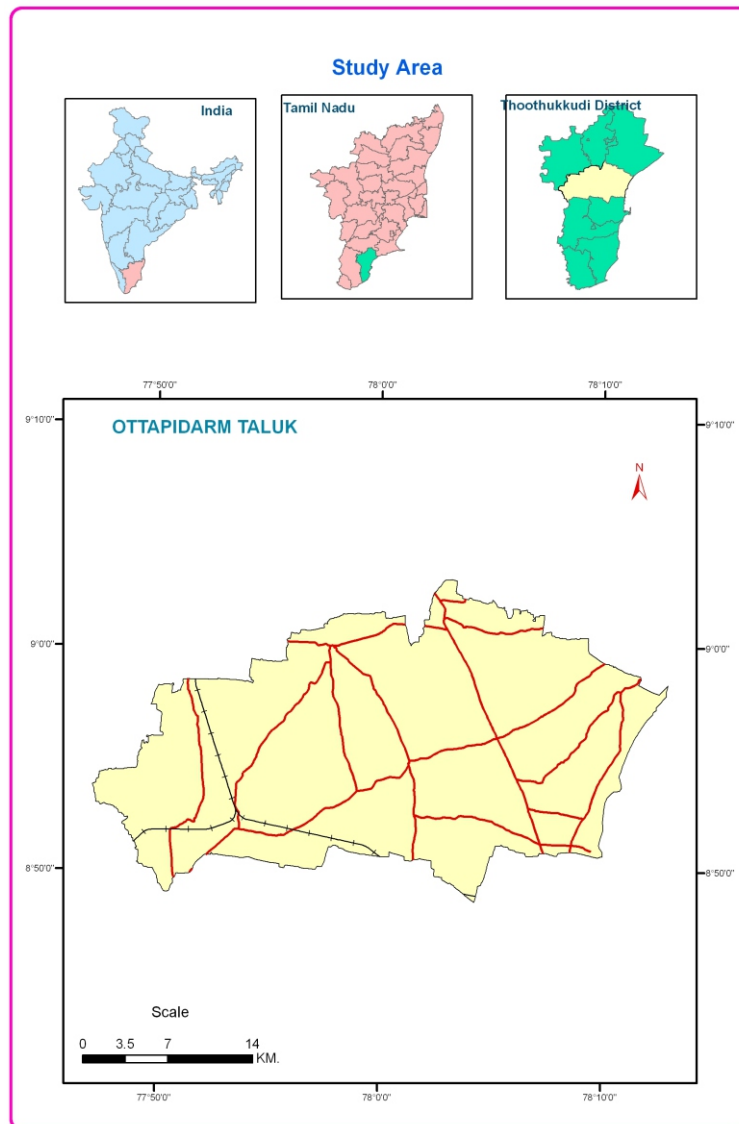 Study Area
India
Tamil Nadu
Thoothukkudi District
77°50'0"
78°0'0"
78°10'0"
9°10'0"
9°10'0"
OTTAPIDARM TALUK
N
9°0'0"
9°0'0"
8°50'0"
8°50'0"
Scale
0 3.5 7 14
KM.
77°50'0"
78°0'0"
78°10'0"